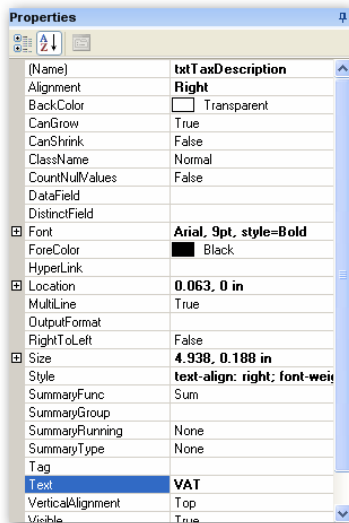 Properties
(Name) txtTaxDescription
Alignment Right
BackColor Transparent
CanGrow True
CanShrink False
ClassName Normal
CountNullValues False
DataField
DistinctField
Font Arial, 9pt, style=Bold
ForeColor Black
HyperLink
Location 0.063, 0 in
MultiLine True
OutputFormat
RightToLeft False
Size 4.938, 0.188 in
Style text-align: right; font-weig
SummaryFunc Sum
SummaryGroup
SummaryRunning None
SummaryType None
Tag
Text VAT
VerticalAlignment Top
Visible True